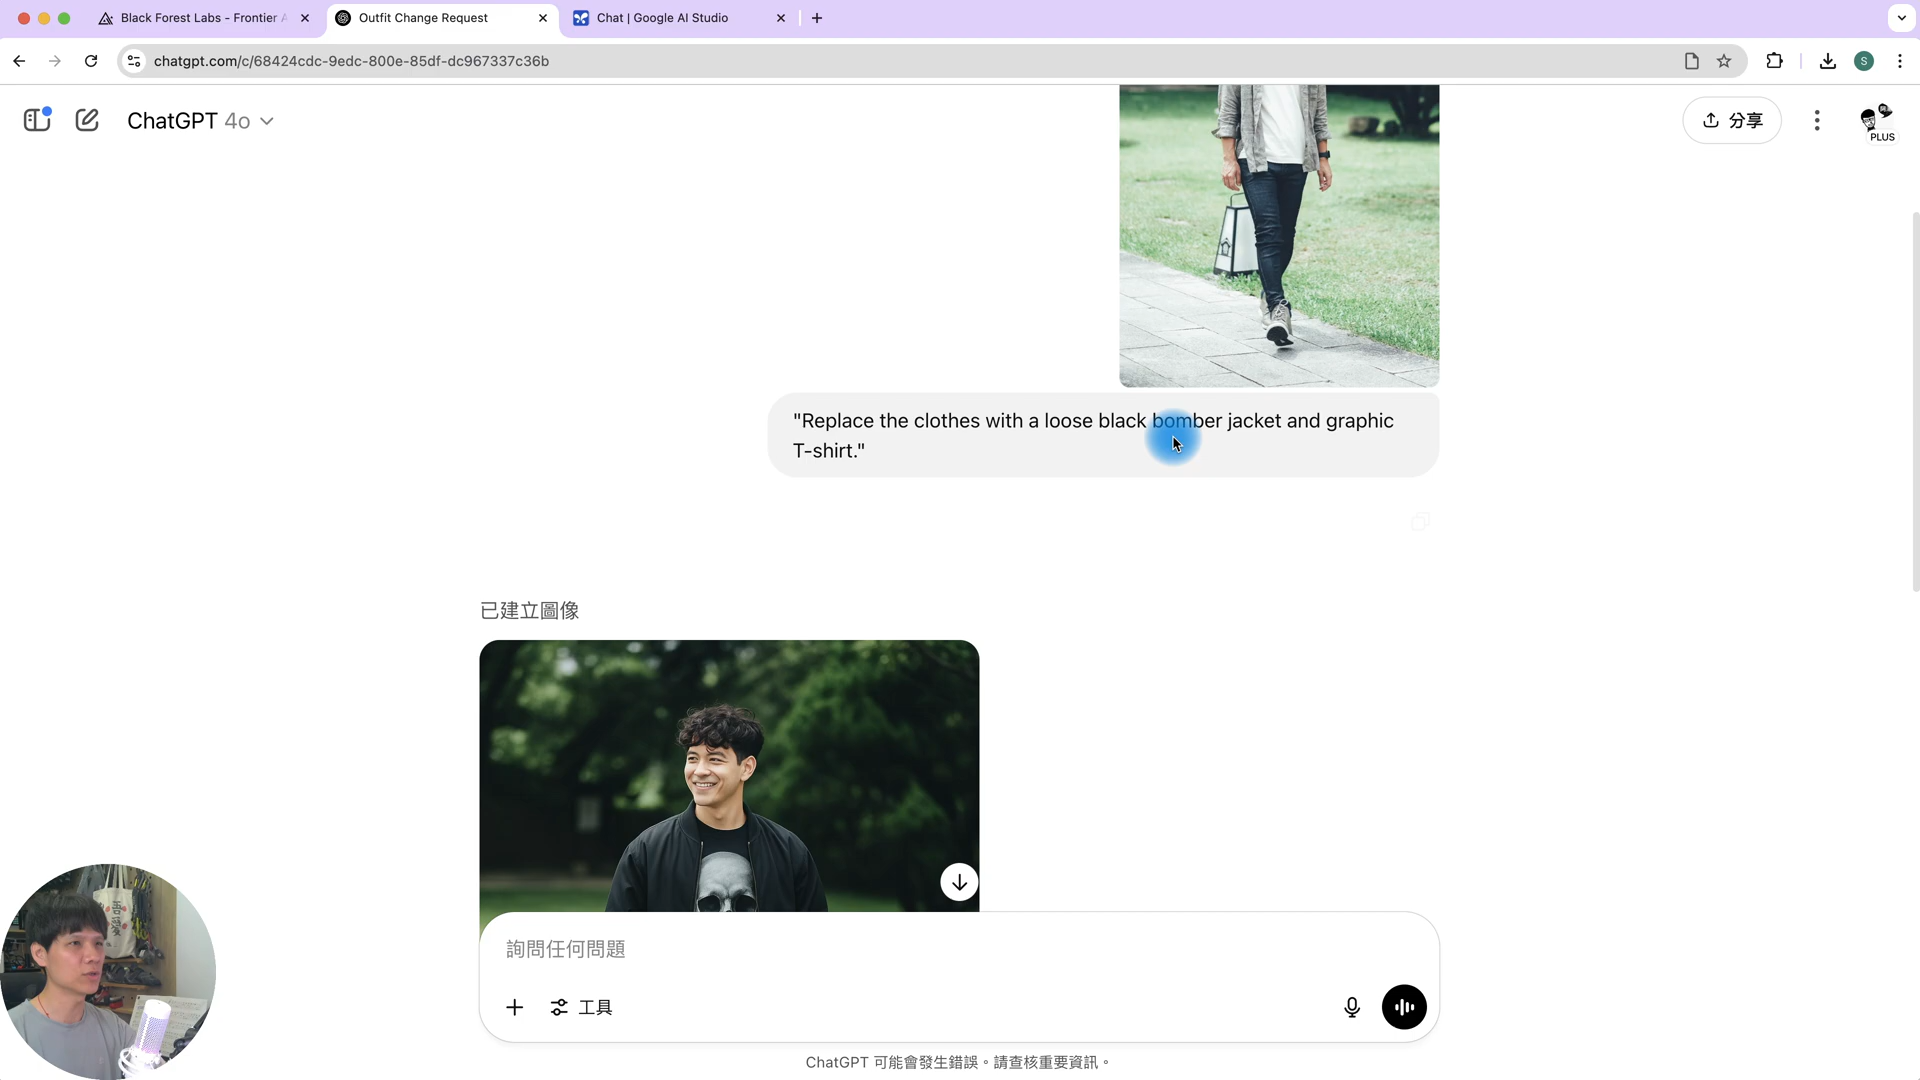 Black Forest Labs - Frontier A
Outfit Change Request
Chat | Google AI Studio
chatgpt.com/c/68424cdc-9edc-800e-85df-dc967337c36b
S
ChatGPT 4o
分享
PLUS
"Replace the clothes with a loose black bomber jacket and graphic
T-shirt."
已建立圖像
詢問任何問題
工具
ChatGPT 可能會發生錯誤。請查核重要資訊。